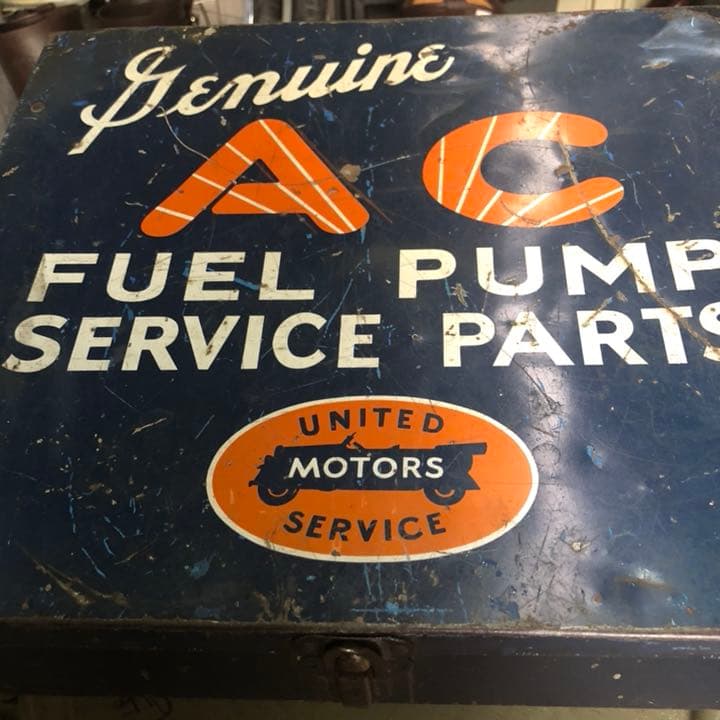 Genuine
AC
FUEL PUMP
SERVICE PARTS
UNITED
MOTORS
SERVICE